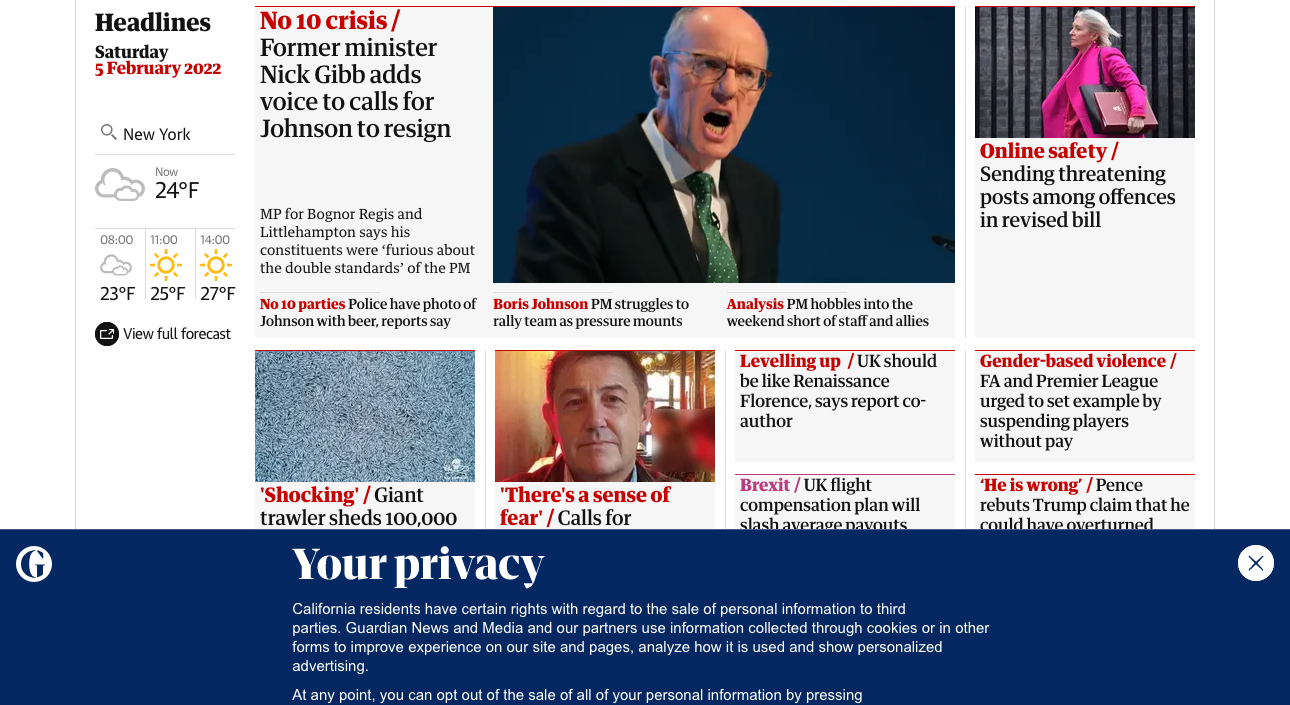 Headlines
Saturday
5 February 2022
New York
Now
24°F
08:00
11:00
14:00
23°F
25°F
27°F
View full forecast
No 10 crisis /
Former minister
Nick Gibb adds
voice to calls for
Johnson to resign
MP for Bognor Regis and
Littlehampton says his
constituents were ‘furious about
the double standards’ of the PM
No 10 parties Police have photo of
Johnson with beer, reports say
Boris Johnson PM struggles to
rally team as pressure mounts
Analysis PM hobbles into the
weekend short of staff and allies
Online safety /
Sending threatening
posts among offences
in revised bill
'Shocking' / Giant
trawler sheds 100,000
'There's a sense of
fear' / Calls for
Levelling up / UK should
be like Renaissance
Florence, says report co-
author
Brexit / UK flight
compensation plan will
slash average payouts
Gender-based violence /
FA and Premier League
urged to set example by
suspending players
without pay
‘He is wrong’ / Pence
rebuts Trump claim that he
could have overturned
Your privacy
California residents have certain rights with regard to the sale of personal information to third
parties. Guardian News and Media and our partners use information collected through cookies or in other
forms to improve experience on our site and pages, analyze how it is used and show personalized
advertising.
At any point, you can opt out of the sale of all of your personal information by pressing